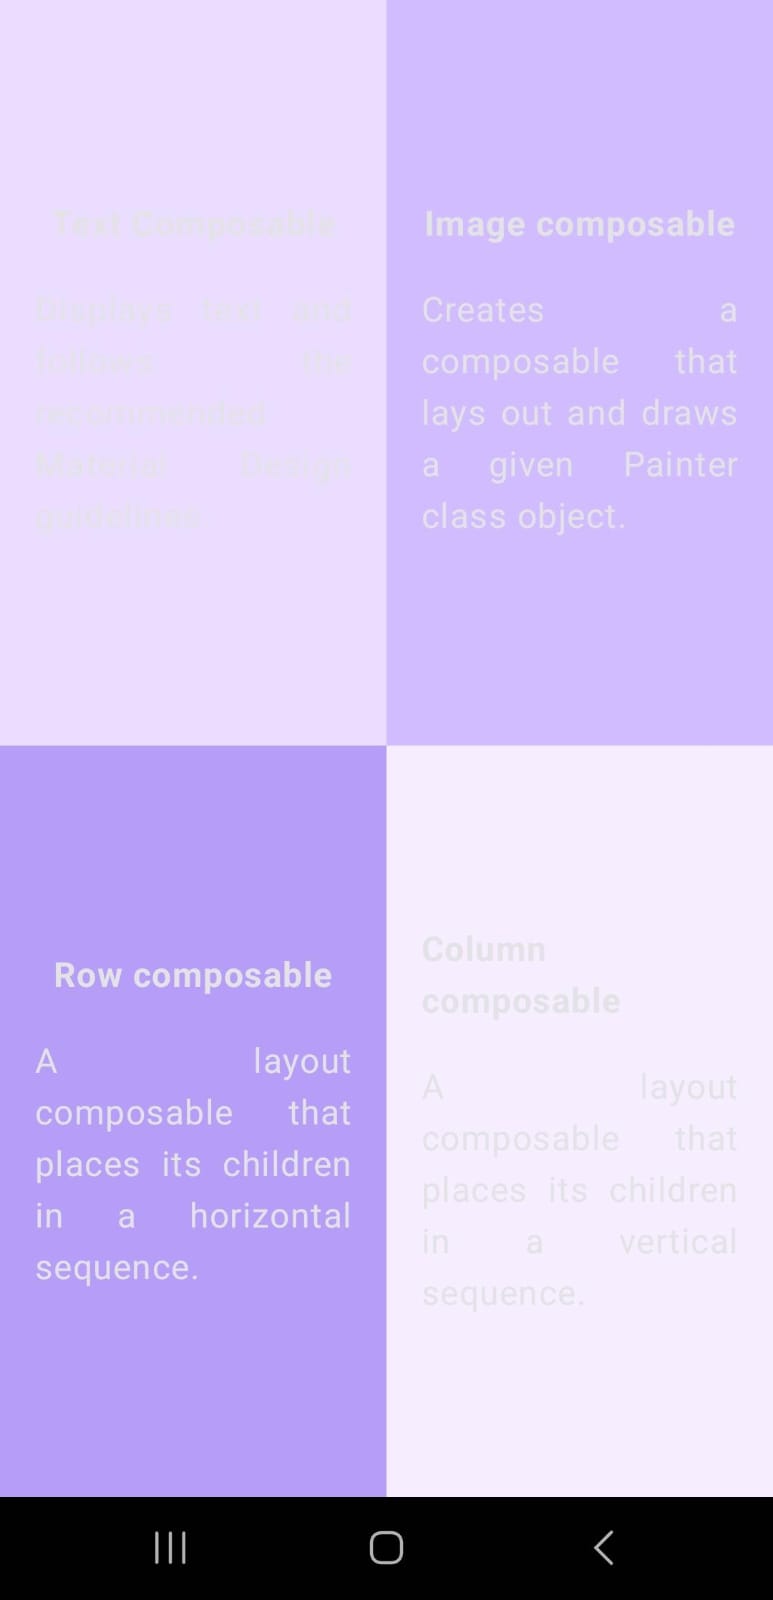 Text Composable
Displays text and
follows the
recommended
Material Design
guidelines.
Image composable
Creates a
composable that
lays out and draws
a given Painter
class object.
Row composable
A layout
composable that
places its children
in a horizontal
sequence.
Column
composable
A layout
composable that
places its children
in a vertical
sequence.